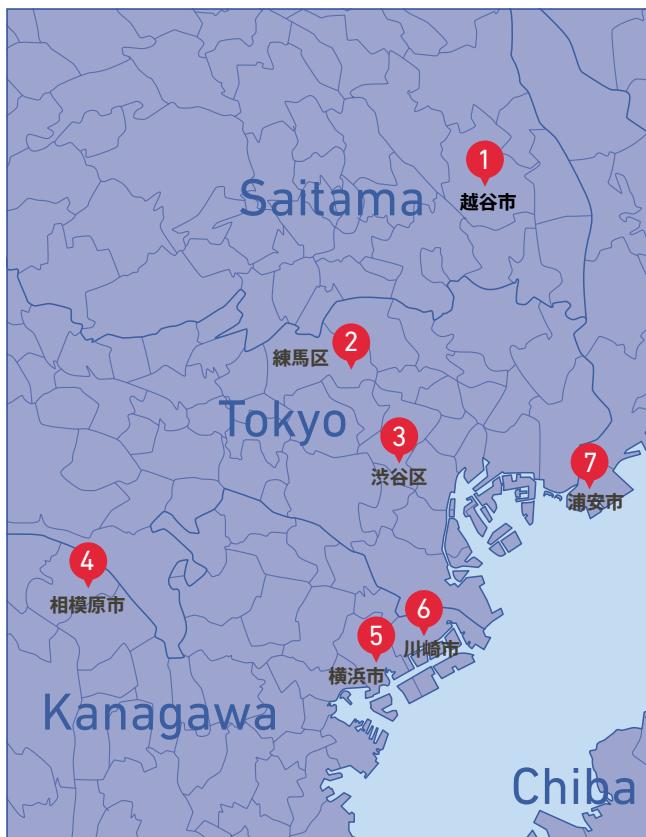 1
越谷市
Saitama
2
練馬区
Tokyo
3
渋谷区
7
浦安市
4
相模原市
6
川崎市
5
横浜市
Kanagawa
Chiba